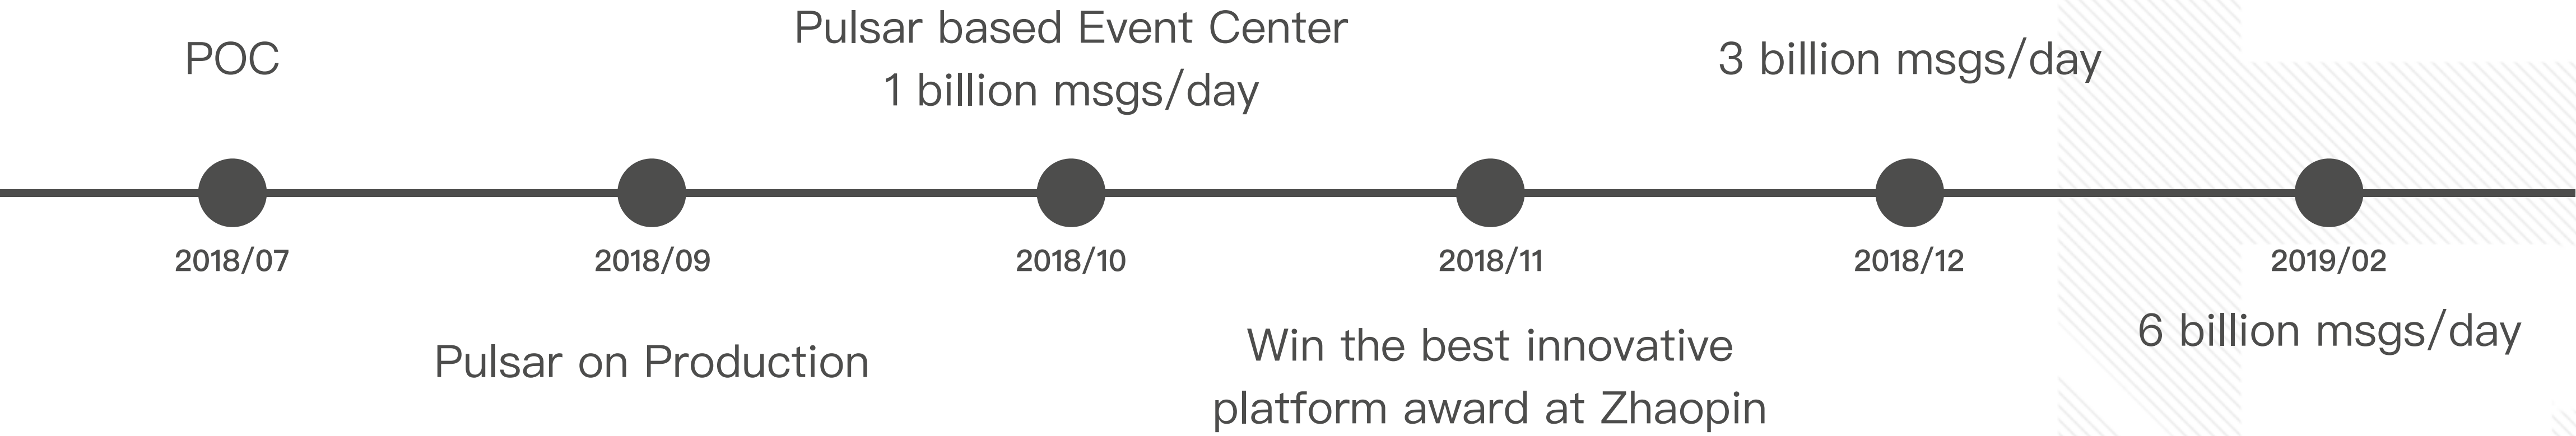 POC
Pulsar based Event Center
1 billion msgs/day
3 billion msgs/day
2018/07
2018/09
2018/10
2018/11
2018/12
2019/02
Pulsar on Production
Win the best innovative
platform award at Zhaopin
6 billion msgs/day